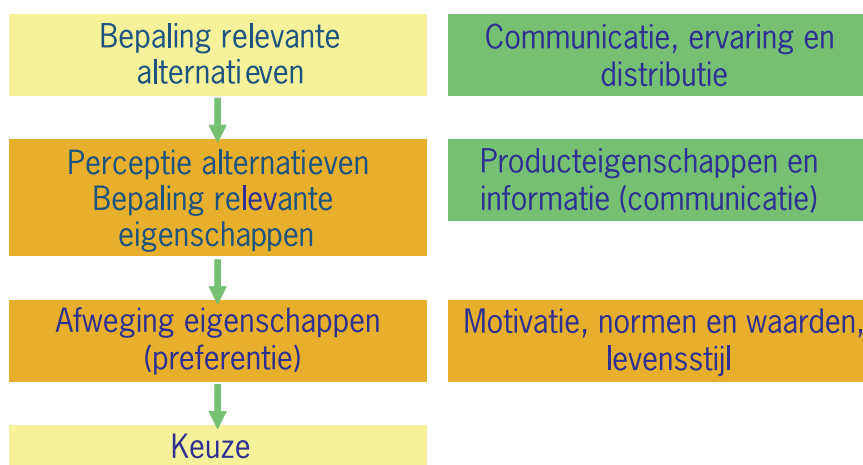 Bepaling relevante
alternatieven
Communicatie, ervaring en
distributie
Perceptie alternatieven
Bepaling relevante
eigenschappen
Producteigenschappen en
informatie (communicatie)
Afweging eigenschappen
(preferentie)
Motivatie, normen en waarden,
levensstijl
Keuze